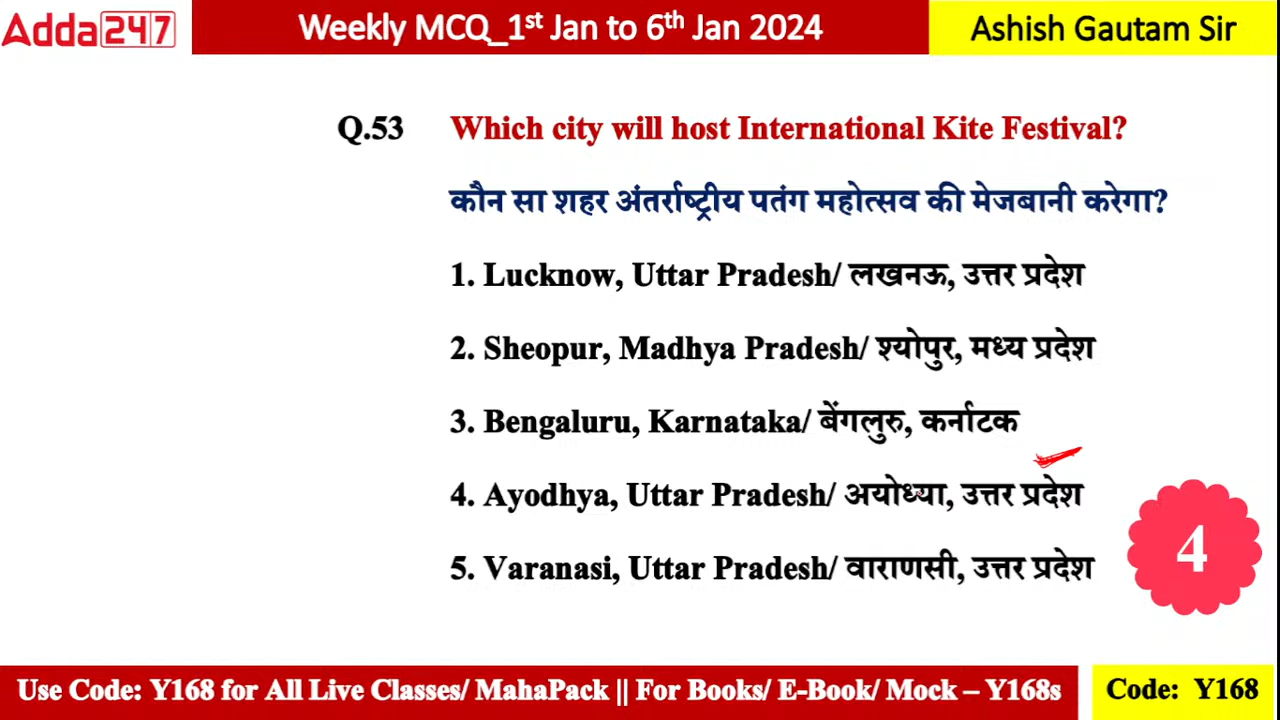 Adda247
Weekly MCQ_1st Jan to 6th Jan 2024
Ashish Gautam Sir
Q.53 Which city will host International Kite Festival?
कौन सा शहर अंतर्राष्ट्रीय पतंग महोत्सव की मेजबानी करेगा?
1. Lucknow, Uttar Pradesh/ लखनऊ, उत्तर प्रदेश
2. Sheopur, Madhya Pradesh/ श्योपुर, मध्य प्रदेश
3. Bengaluru, Karnataka/ बेंगलुरु, कर्नाटक
4. Ayodhya, Uttar Pradesh/ अयोध्या, उत्तर प्रदेश
5. Varanasi, Uttar Pradesh/ वाराणसी, उत्तर प्रदेश
4
Use Code: Y168 for All Live Classes/ MahaPack || For Books/ E-Book/ Mock – Y168s
Code: Y168